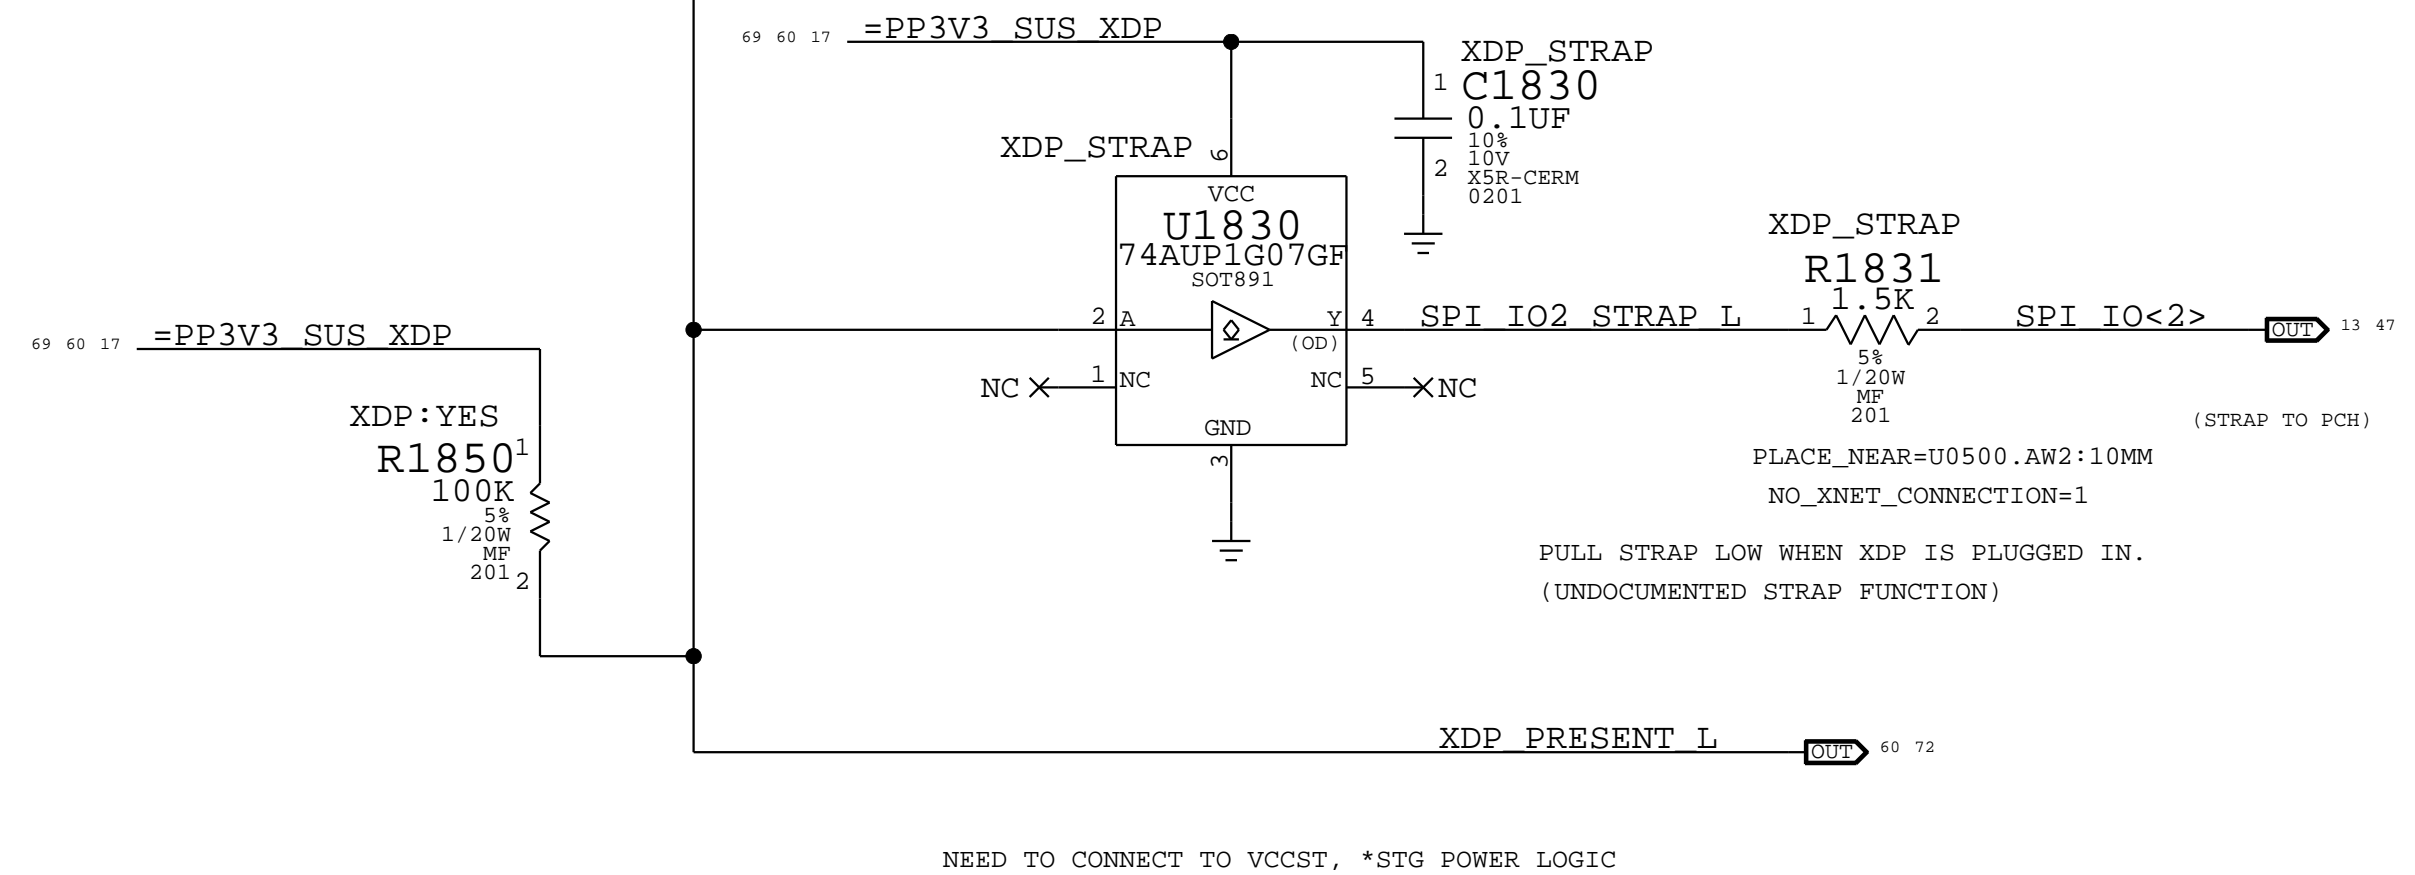 69 60 17 =PP3V3_SUS_XDP
XDP_STRAP
1 C1830
0.1UF
10%
10V
2 X5R-CERM
0201
XDP_STRAP 6
VCC
U1830
74AUP1G07GF
SOT891
2 A
Y 4
(OD)
NC 1 NC
NC 5 NC
GND
3
SPI_IO2_STRAP_L
XDP_STRAP
R1831
1.5K
1 2
5%
1/20W
MF
201
SPI_IO<2>
OUT 13 47
(STRAP TO PCH)
PLACE_NEAR=U0500.AW2:10MM
NO_XNET_CONNECTION=1
PULL STRAP LOW WHEN XDP IS PLUGGED IN.
(UNDOCUMENTED STRAP FUNCTION)
69 60 17 =PP3V3_SUS_XDP
XDP:YES
R1850 1
100K
5%
1/20W
MF
201 2
XDP_PRESENT_L OUT 60 72
NEED TO CONNECT TO VCCST, *STG POWER LOGIC